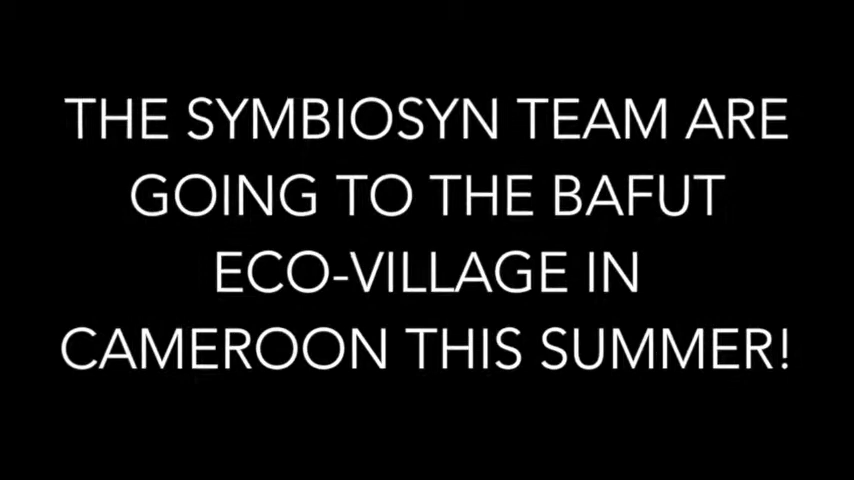 THE SYMBIOSYN TEAM ARE
GOING TO THE BAFUT
ECO-VILLAGE IN
CAMEROON THIS SUMMER!